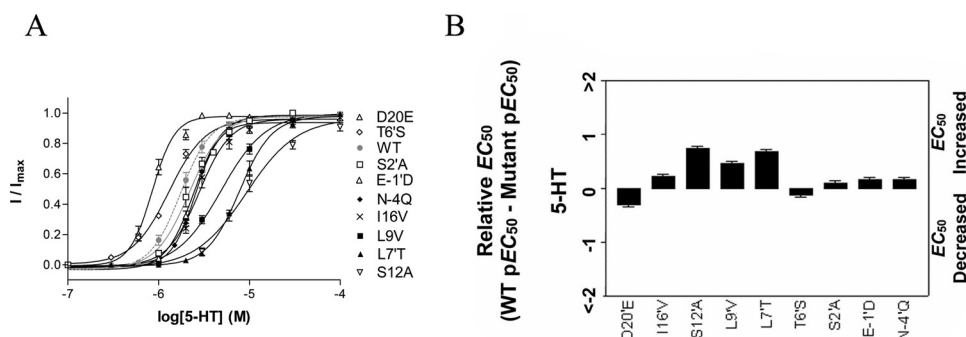 A
I / Imax
1.0
0.8
0.6
0.4
0.2
0.0
-7
-6
-5
-4
log[5-HT] (M)
D20E
T6'S
WT
S2'A
E-1'D
N-4Q
I16V
L9V
L7'T
S12A
B
Relative EC50
(WT pEC50 - Mutant pEC50)
5-HT
>2
1
0
-1
<-2
D20'E
I16'V
S12'A
L9'V
L7'T
T6'S
S2'A
E-1'D
N-4'Q
EC50
Increased
EC50
Decreased